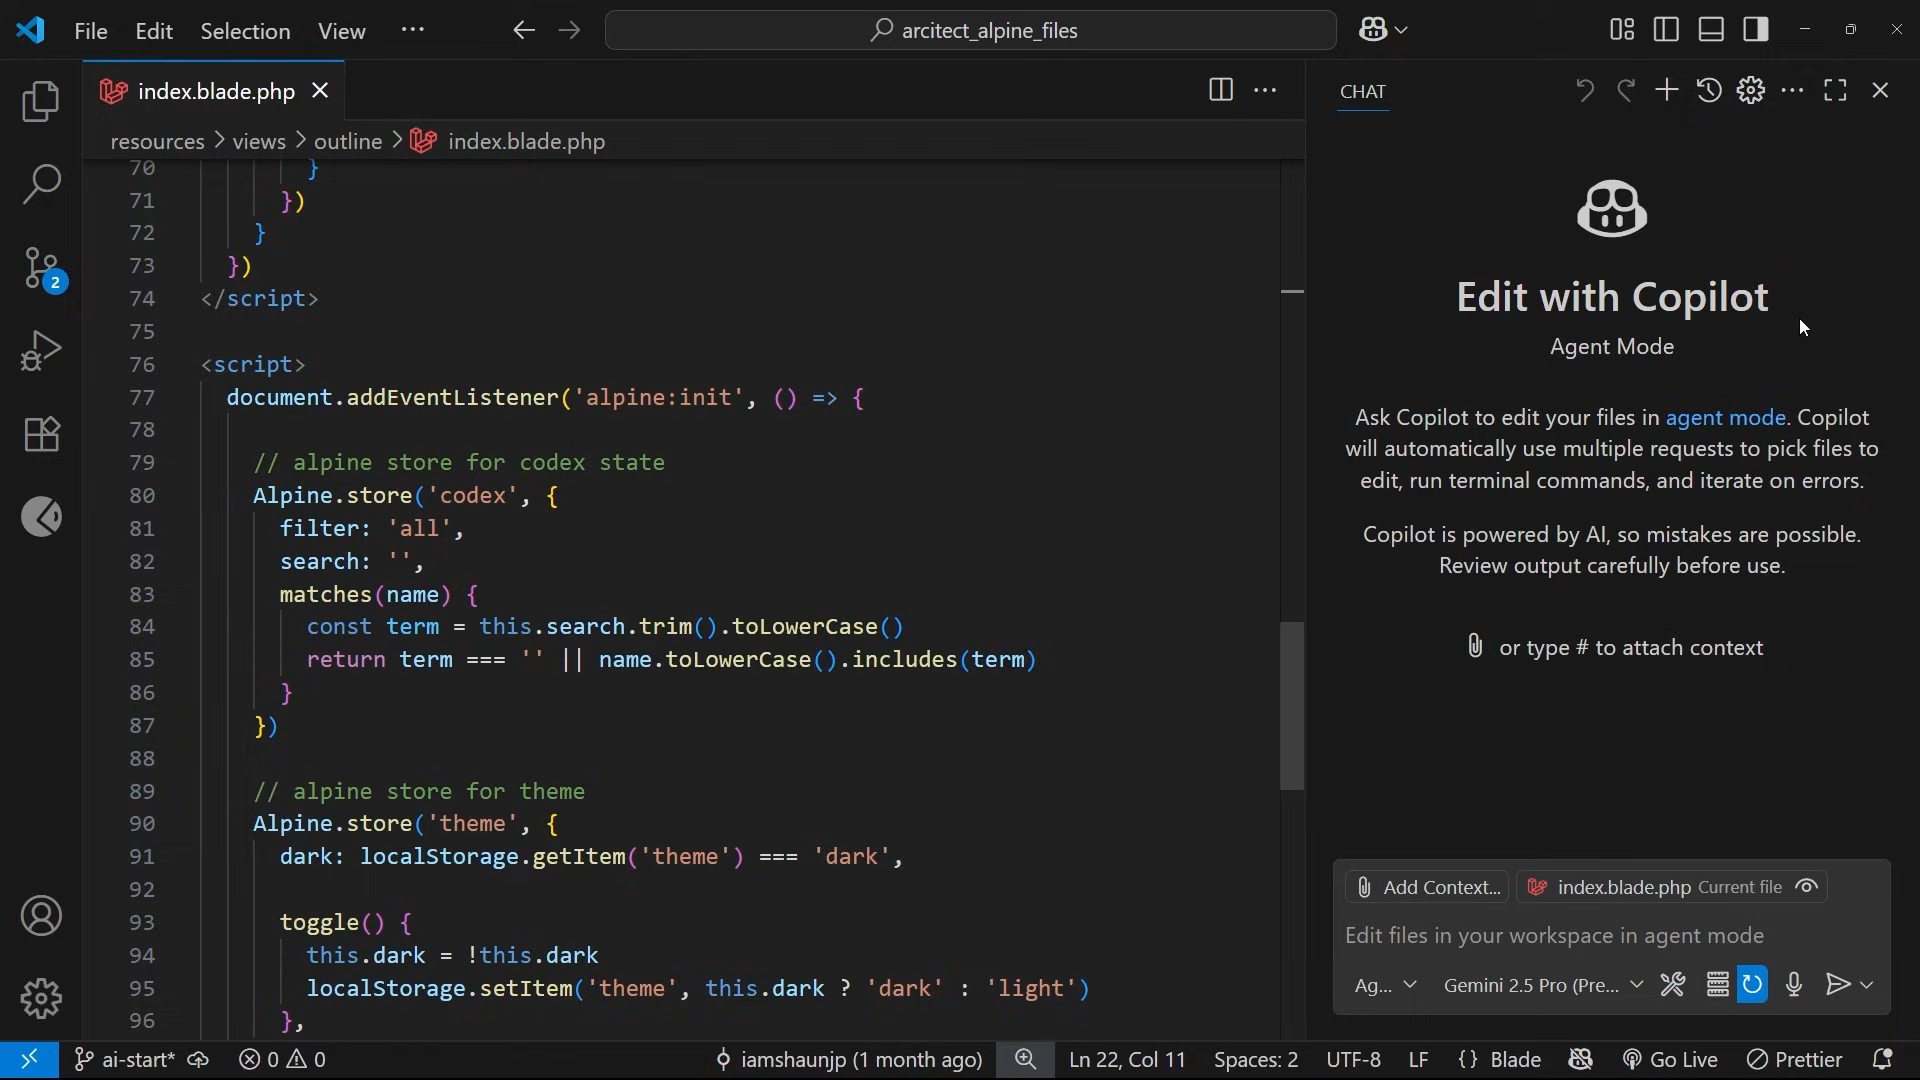 File Edit Selection View ···
arcitect_alpine_files
index.blade.php
resources > views > outline > index.blade.php
70 }
71 })
72 }
73 })
74 </script>
75
76 <script>
77 document.addEventListener('alpine:init', () => {
78
79 // alpine store for codex state
80 Alpine.store('codex', {
81 filter: 'all',
82 search: '',
83 matches(name) {
84 const term = this.search.trim().toLowerCase()
85 return term === '' || name.toLowerCase().includes(term)
86 }
87 })
88
89 // alpine store for theme
90 Alpine.store('theme', {
91 dark: localStorage.getItem('theme') === 'dark',
92
93 toggle() {
94 this.dark = !this.dark
95 localStorage.setItem('theme', this.dark ? 'dark' : 'light')
96 },
2
CHAT
Edit with Copilot
Agent Mode
Ask Copilot to edit your files in agent mode. Copilot
will automatically use multiple requests to pick files to
edit, run terminal commands, and iterate on errors.
Copilot is powered by AI, so mistakes are possible.
Review output carefully before use.
or type # to attach context
Add Context... index.blade.php Current file
Edit files in your workspace in agent mode
Ag... Gemini 2.5 Pro (Pre...
ai-start* 0 0 iamshaunjp (1 month ago) Ln 22, Col 11 Spaces: 2 UTF-8 LF {} Blade Go Live Prettier